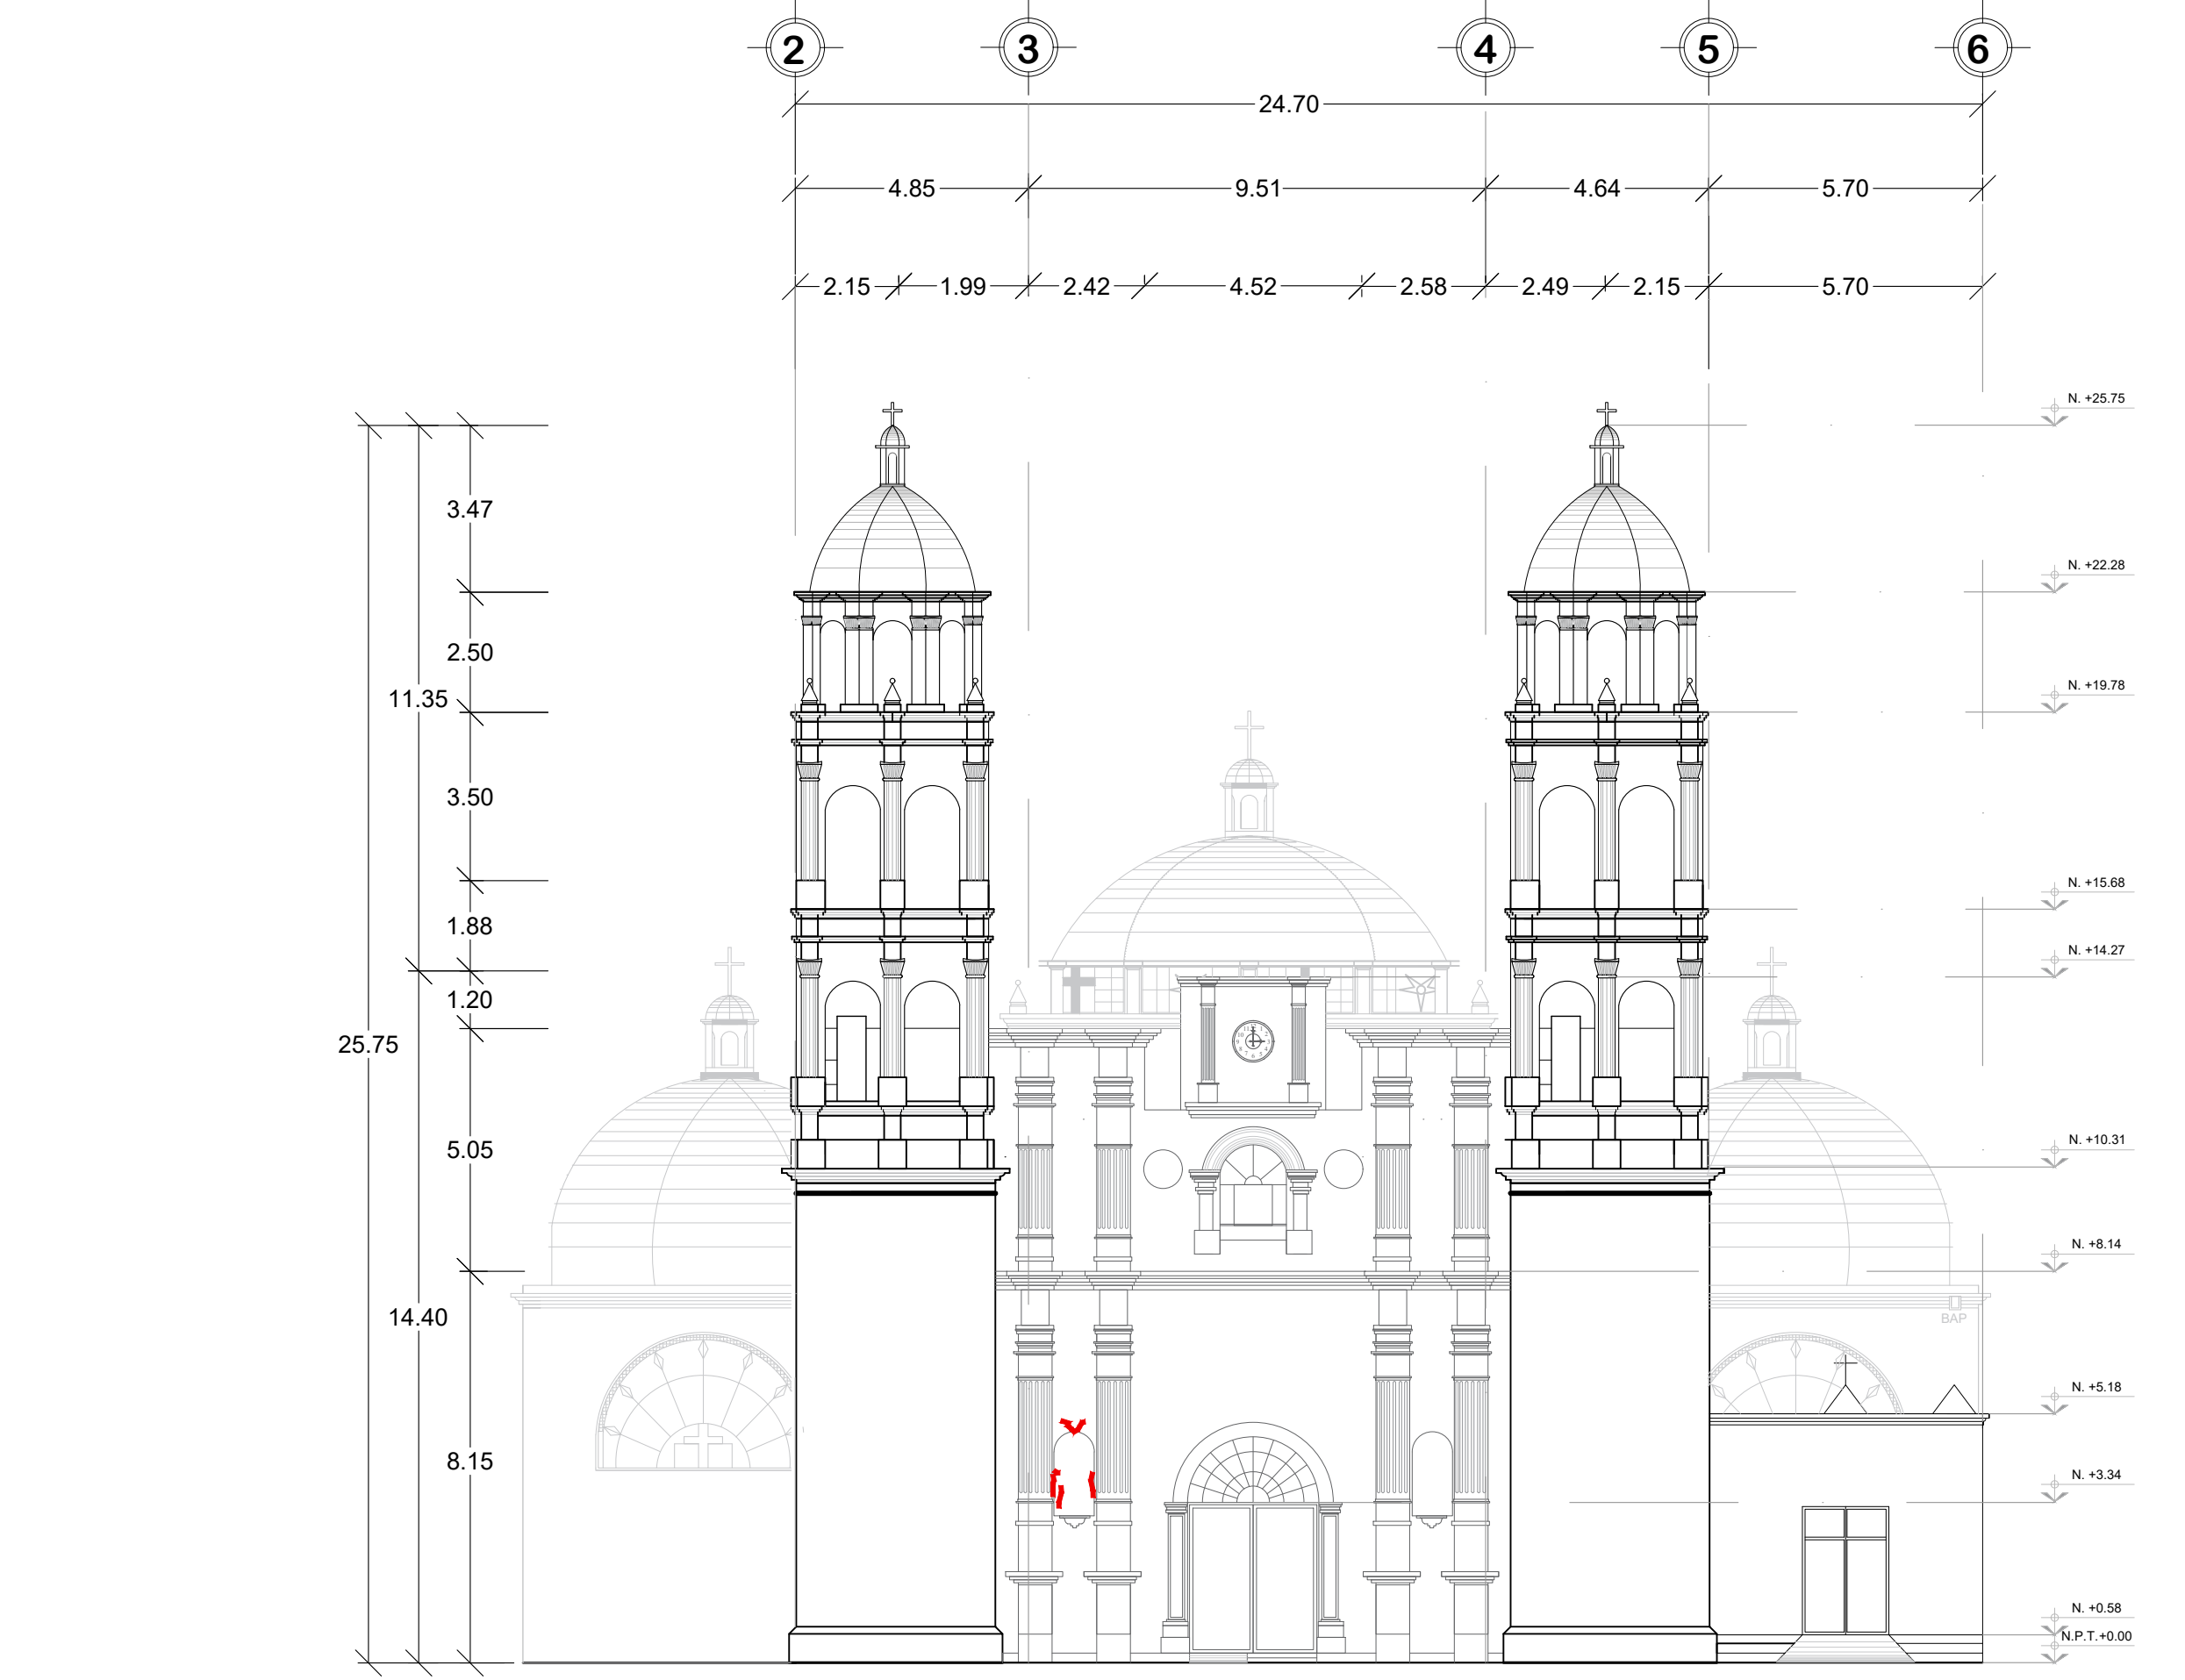 2 3 4 5 6
24.70
4.85 9.51 4.64 5.70
2.15 1.99 2.42 4.52 2.58 2.49 2.15 5.70
N. +25.75
3.47
N. +22.28
2.50
N. +19.78
11.35
3.50
N. +15.68
1.88
N. +14.27
1.20
25.75
5.05
N. +10.31
N. +8.14
14.40
BAP
N. +5.18
8.15
N. +3.34
N. +0.58
N.P.T.+0.00